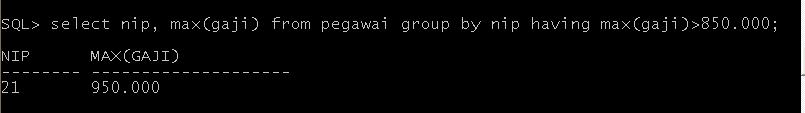 SQL> select nip, max(gaji) from pegawai group by nip having max(gaji)>850.000;
NIP MAX(GAJI)
-------- --------------------
21 950.000